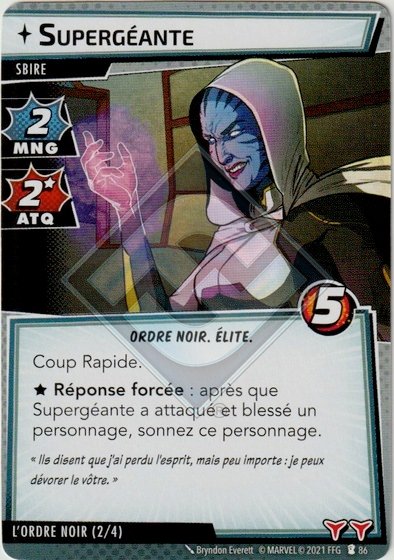 SUPERGÉANTE
SBIRE
2
MNG
2★
ATQ
5
ORDRE NOIR. ÉLITE.
Coup Rapide.
★ Réponse forcée : après que
Supergéante a attaqué et blessé un
personnage, sonnez ce personnage.
« Ils disent que j'ai perdu l'esprit, mais peu importe : je peux
dévorer le vôtre. »
L'ORDRE NOIR (2/4)
Bryndon Everett © MARVEL © 2021 FFG 86